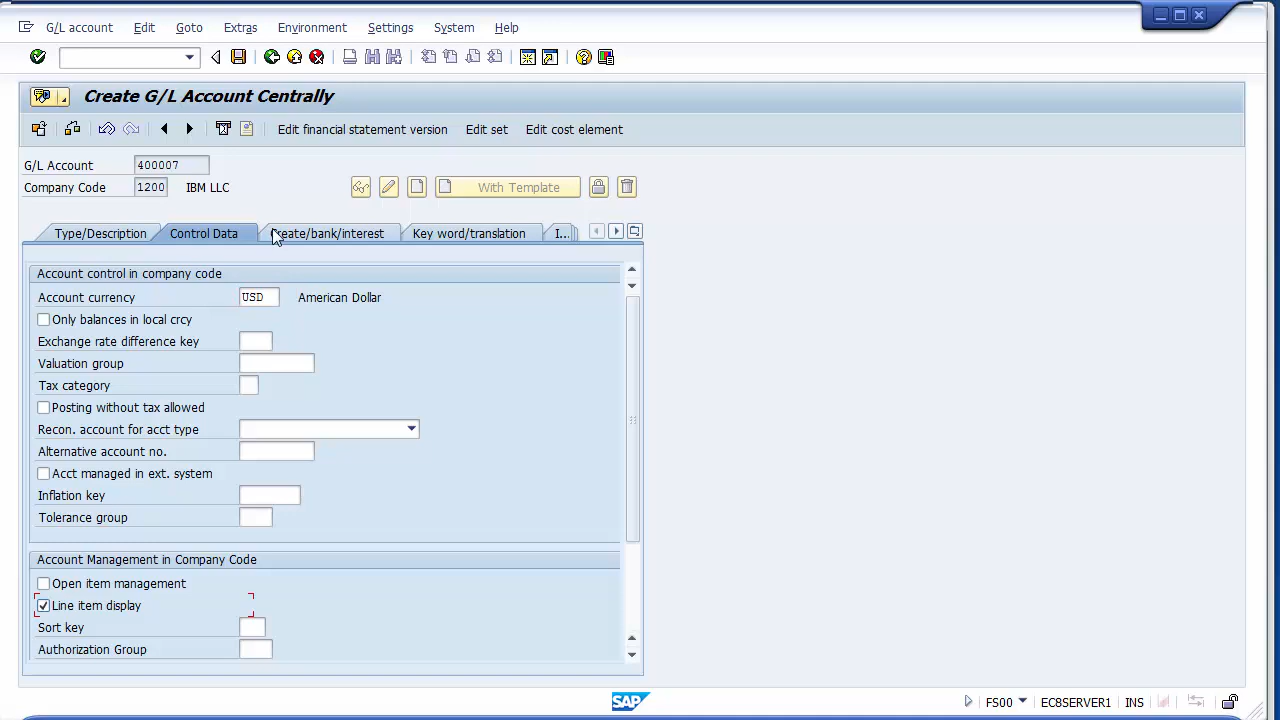 G/L account Edit Goto Extras Environment Settings System Help
Create G/L Account Centrally
Edit financial statement version Edit set Edit cost element
G/L Account 400007
Company Code 1200 IBM LLC With Template
Type/Description Control Data Create/bank/interest Key word/translation I...
Account control in company code
Account currency USD American Dollar
Only balances in local crcy
Exchange rate difference key
Valuation group
Tax category
Posting without tax allowed
Recon. account for acct type
Alternative account no.
Acct managed in ext. system
Inflation key
Tolerance group
Account Management in Company Code
Open item management
Line item display
Sort key
Authorization Group
SAP FS00 EC8SERVER1 INS